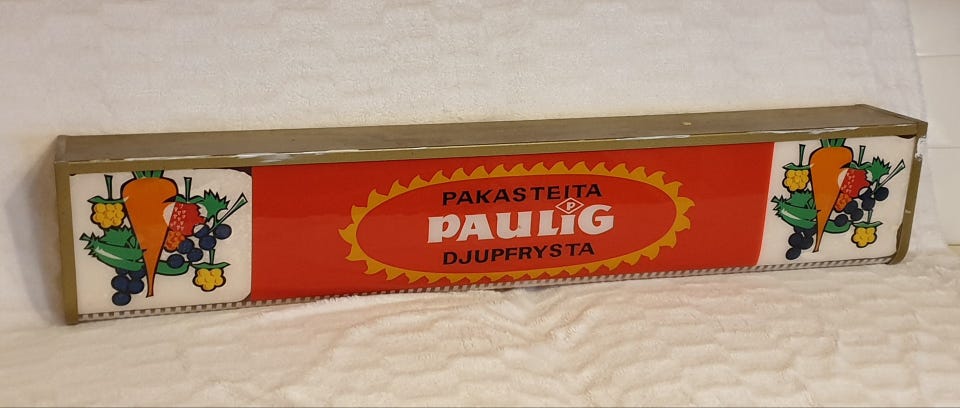 PAKASTEITA
P
PAULIG
DJUPFRYSTA